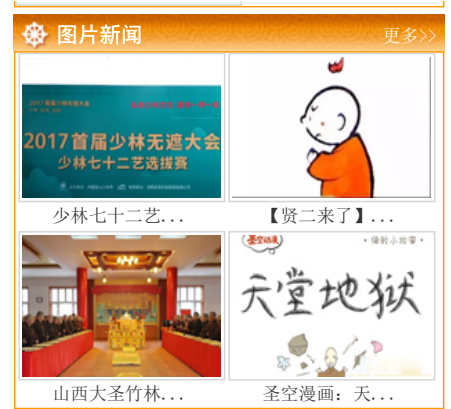 图片新闻
更多>>
2017首届少林无遮大会
少林七十二艺选拔赛
少林七十二艺...
【贤二来了】...
圣空法宝
天堂地狱
山西大圣竹林...
圣空漫画: 天...